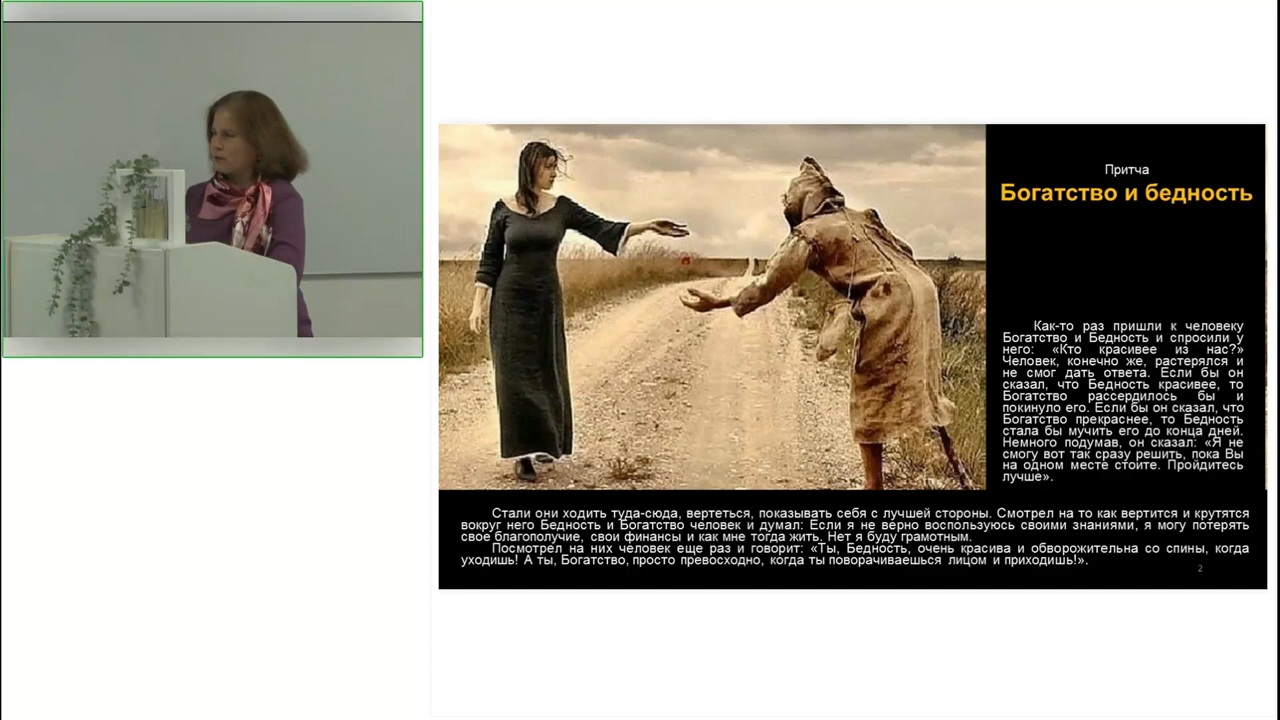 Притча
Богатство и бедность
Как-то раз пришли к человеку
Богатство и Бедность и спросили у
него: «Кто красивее из нас?»
Человек, конечно же, растерялся и
не смог дать ответа. Если бы он
сказал, что Бедность красивее, то
Богатство рассердилось бы и
покинуло его. Если бы он сказал, что
Богатство прекраснее, то Бедность
стала бы мучить его до конца дней.
Немного подумав, он сказал: «Я не
смогу вот так сразу решить, пока Вы
на одном месте стоите. Пройдитесь
лучше».
Стали они ходить туда-сюда, вертеться, показывать себя с лучшей стороны. Смотрел на то как вертится и крутятся
вокруг него Бедность и Богатство человек и думал: Если я не верно воспользуюсь своими знаниями, я могу потерять
свое благополучие, свои финансы и как мне тогда жить. Нет я буду грамотным.
Посмотрел на них человек еще раз и говорит: «Ты, Бедность, очень красива и обворожительна со спины, когда
уходишь! А ты, Богатство, просто превосходно, когда ты поворачиваешься лицом и приходишь!».
2